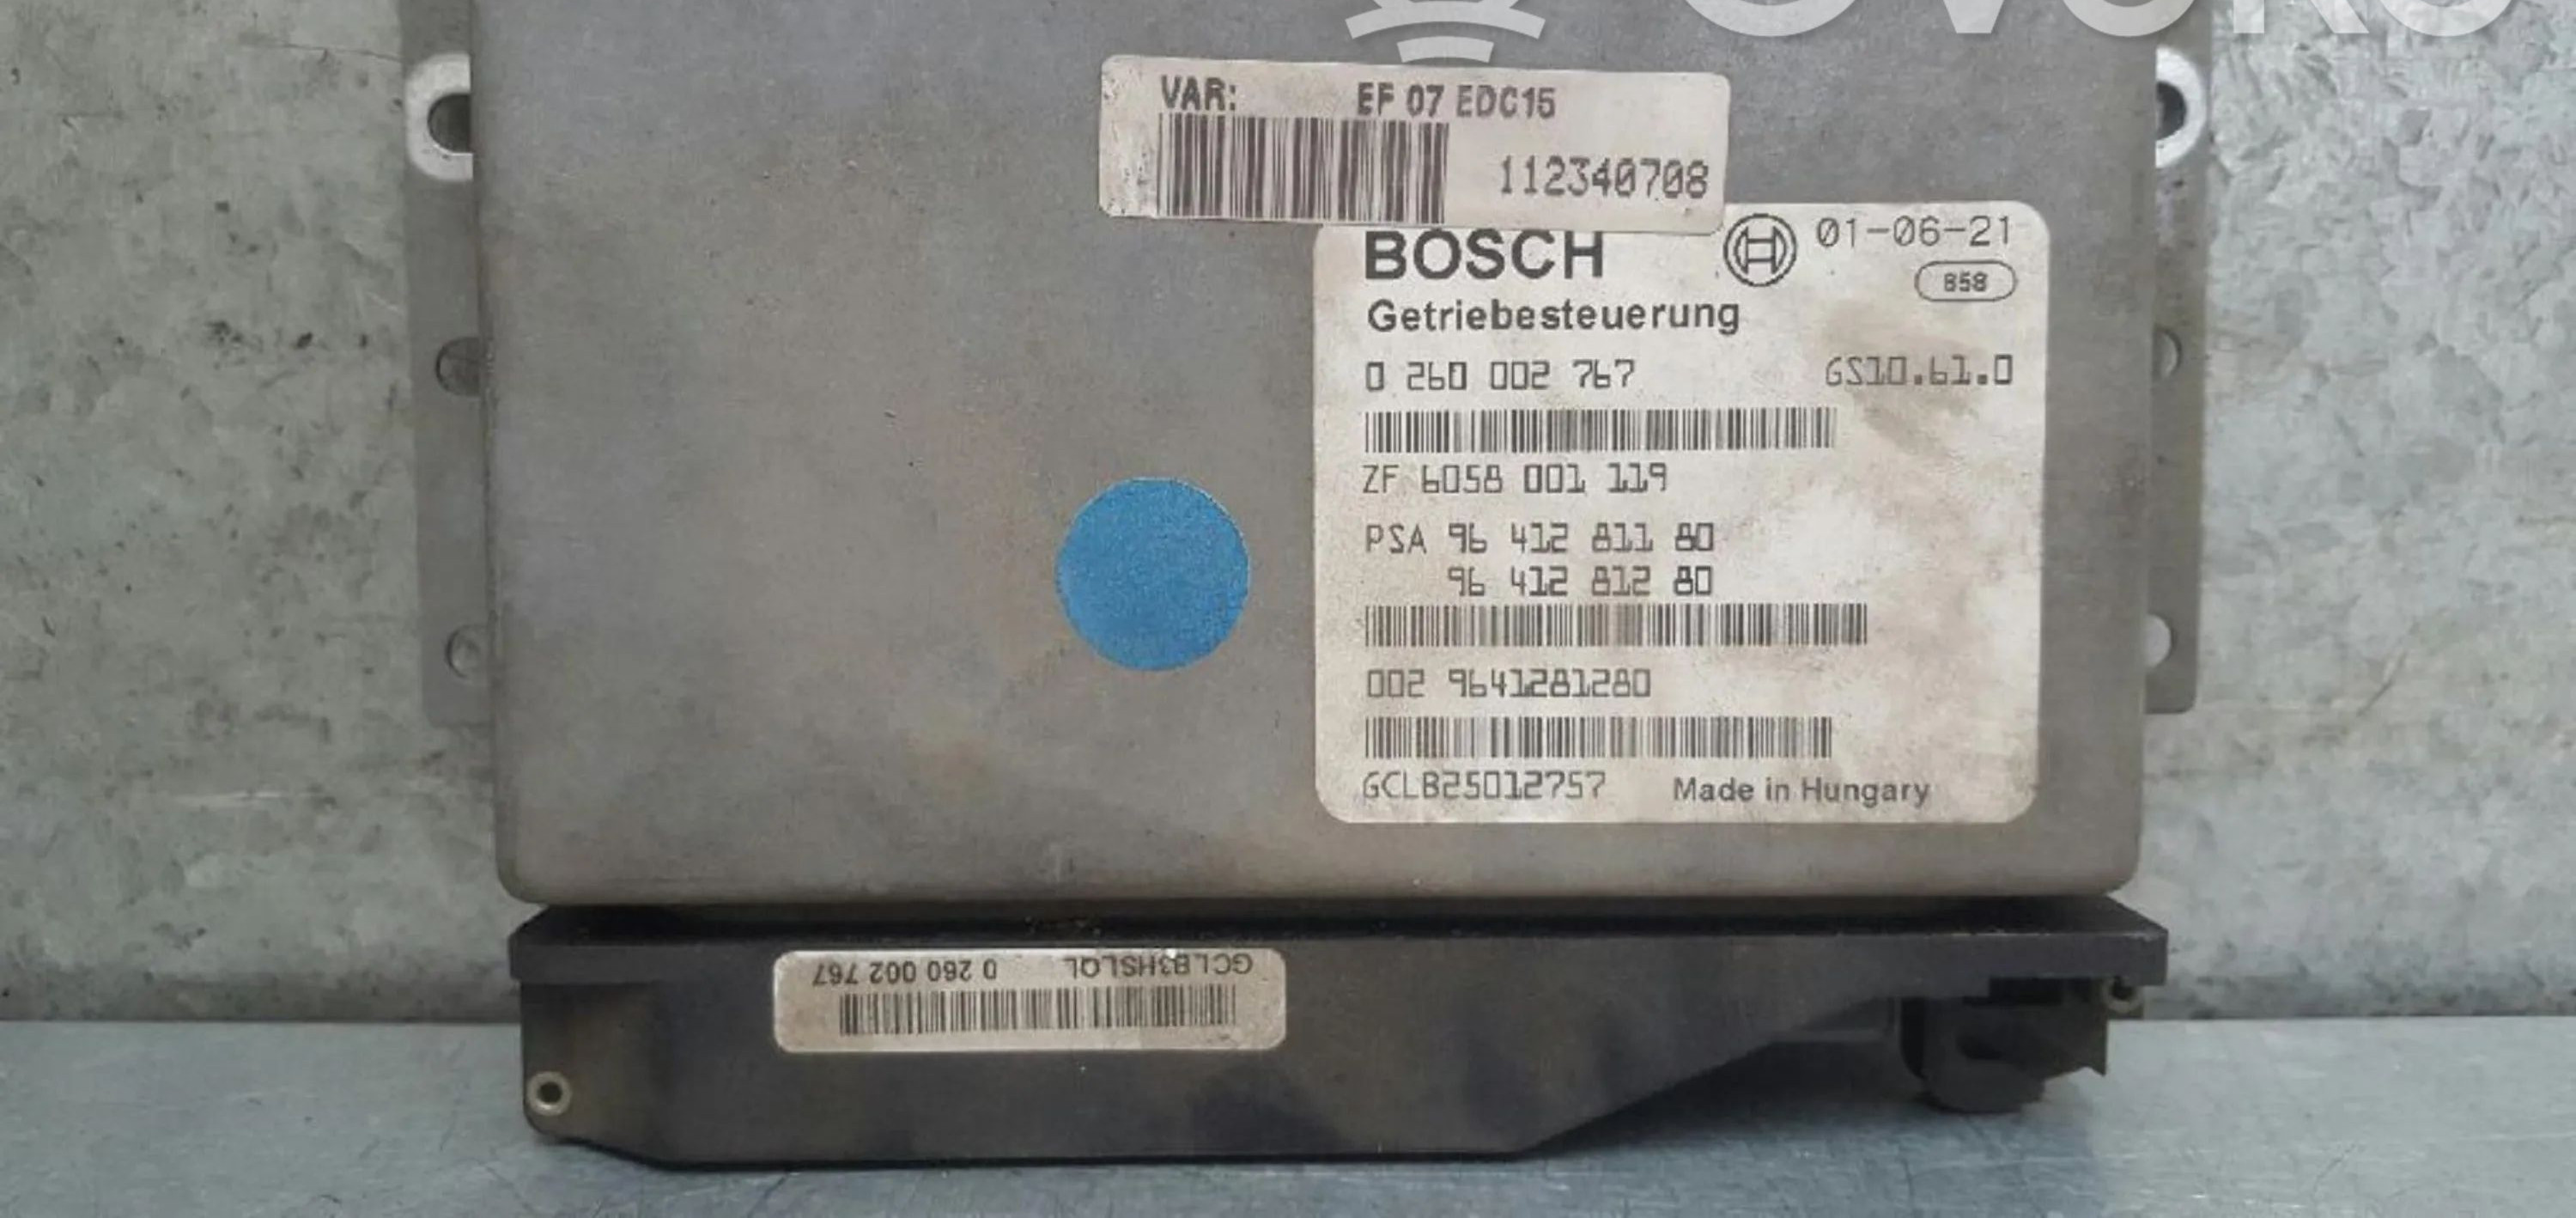 VAR: EF 07 EDC15
112340708
BOSCH 01-06-21
858
Getriebesteuerung
0 260 002 767 GS10.61.0
ZF 6058 001 119
PSA 96 412 811 80
96 412 812 80
002 9641281280
GCLB25012757 Made in Hungary
GCLB3HSLQL 0 260 002 767